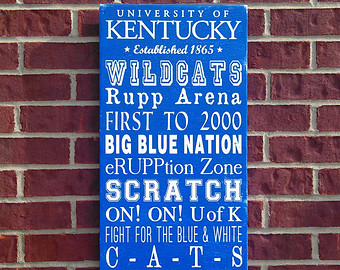 UNIVERSITY OF
KENTUCKY
★ Established 1865 ★
WILDCATS
Rupp Arena
FIRST TO 2000
BIG BLUE NATION
eRUPPtion Zone
SCRATCH
ON! ON! U of K
FIGHT FOR THE BLUE & WHITE
C - A - T - S